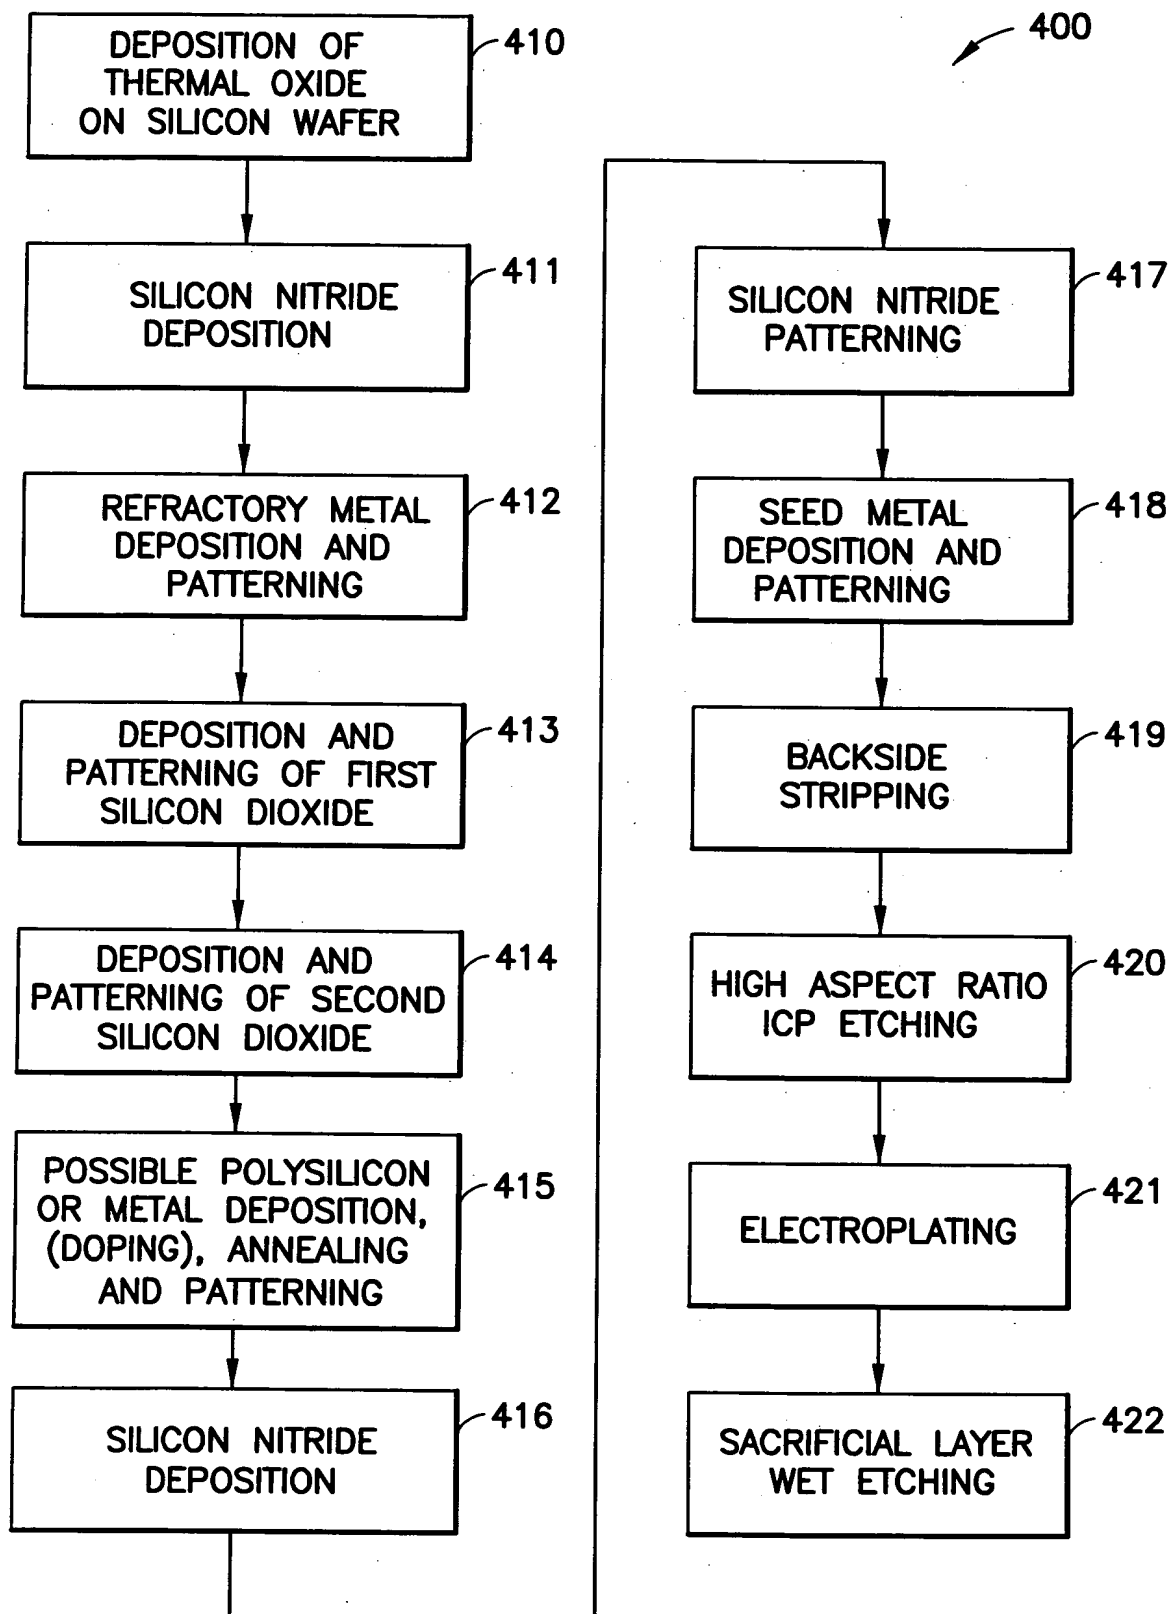 DEPOSITION OF
THERMAL OXIDE
ON SILICON WAFER
410
SILICON NITRIDE
DEPOSITION
411
REFRACTORY METAL
DEPOSITION AND
PATTERNING
412
DEPOSITION AND
PATTERNING OF FIRST
SILICON DIOXIDE
413
DEPOSITION AND
PATTERNING OF SECOND
SILICON DIOXIDE
414
POSSIBLE POLYSILICON
OR METAL DEPOSITION,
(DOPING), ANNEALING
AND PATTERNING
415
SILICON NITRIDE
DEPOSITION
416
400
SILICON NITRIDE
PATTERNING
417
SEED METAL
DEPOSITION AND
PATTERNING
418
BACKSIDE
STRIPPING
419
HIGH ASPECT RATIO
ICP ETCHING
420
ELECTROPLATING
421
SACRIFICIAL LAYER
WET ETCHING
422